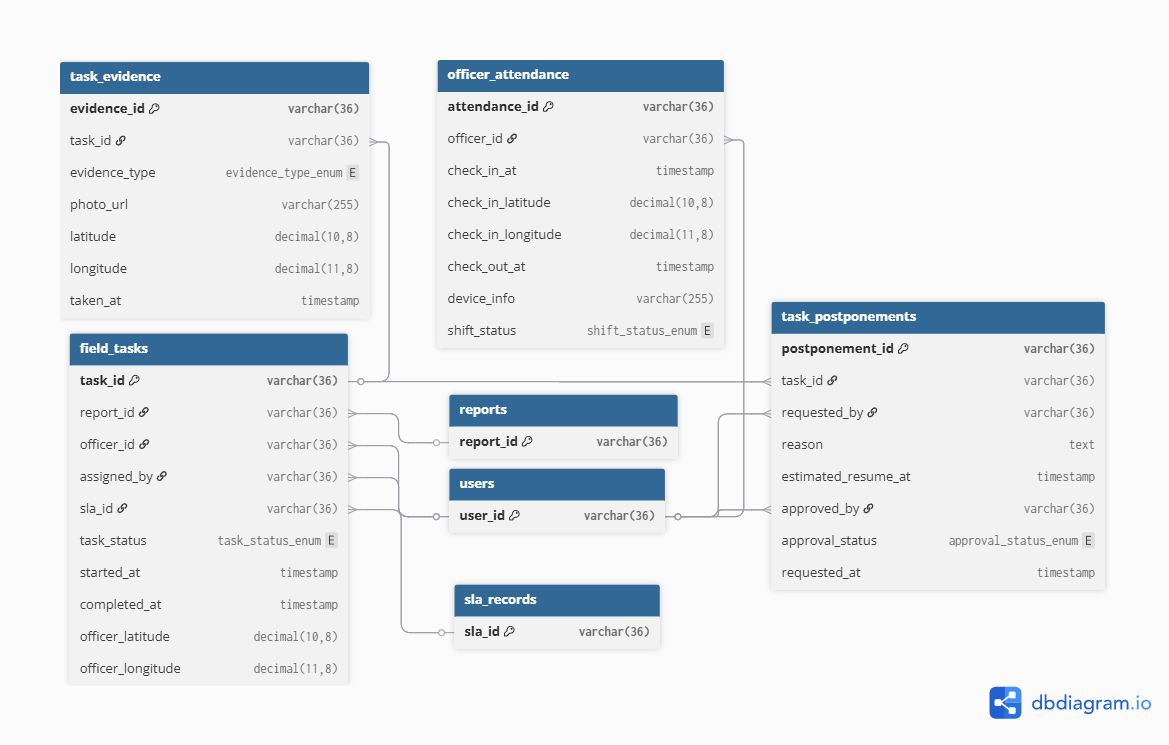 task_evidence
evidence_id varchar(36)
task_id varchar(36)
evidence_type evidence_type_enum E
photo_url varchar(255)
latitude decimal(10,8)
longitude decimal(11,8)
taken_at timestamp
officer_attendance
attendance_id varchar(36)
officer_id varchar(36)
check_in_at timestamp
check_in_latitude decimal(10,8)
check_in_longitude decimal(11,8)
check_out_at timestamp
device_info varchar(255)
shift_status shift_status_enum E
field_tasks
task_id varchar(36)
report_id varchar(36)
officer_id varchar(36)
assigned_by varchar(36)
sla_id varchar(36)
task_status task_status_enum E
started_at timestamp
completed_at timestamp
officer_latitude decimal(10,8)
officer_longitude decimal(11,8)
reports
report_id varchar(36)
users
user_id varchar(36)
sla_records
sla_id varchar(36)
task_postponements
postponement_id varchar(36)
task_id varchar(36)
requested_by varchar(36)
reason text
estimated_resume_at timestamp
approved_by varchar(36)
approval_status approval_status_enum E
requested_at timestamp
dbdiagram.io